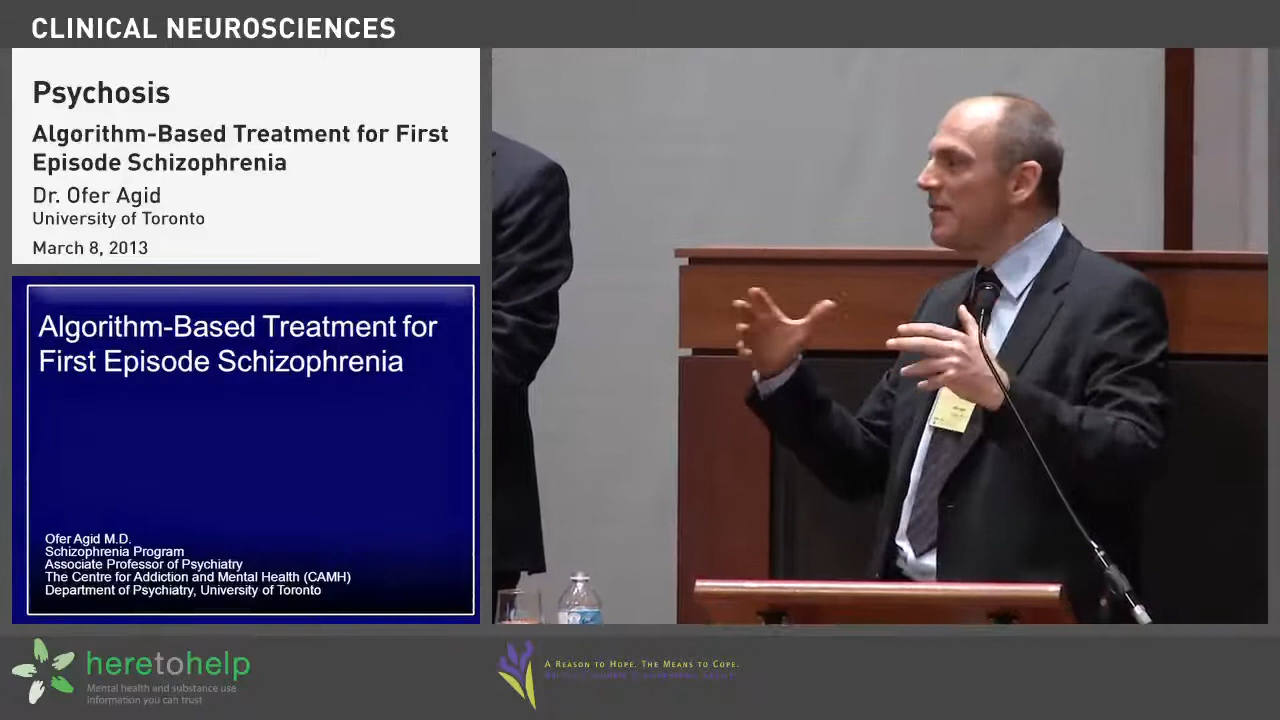 CLINICAL NEUROSCIENCES
Psychosis
Algorithm-Based Treatment for First
Episode Schizophrenia
Dr. Ofer Agid
University of Toronto
March 8, 2013
Algorithm-Based Treatment for
First Episode Schizophrenia
Ofer Agid M.D.
Schizophrenia Program
Associate Professor of Psychiatry
The Centre for Addiction and Mental Health (CAMH)
Department of Psychiatry, University of Toronto
heretohelp
Mental health and substance use
information you can trust
A Reason to Hope. The Means to Cope.